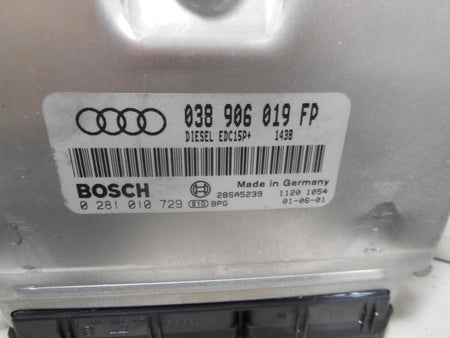 038 906 019 FP
DIESEL EDC15P+ 1438
Made in Germany
BOSCH
28SA5239 1120 1054
0 281 010 729 810 BPG 01-06-01